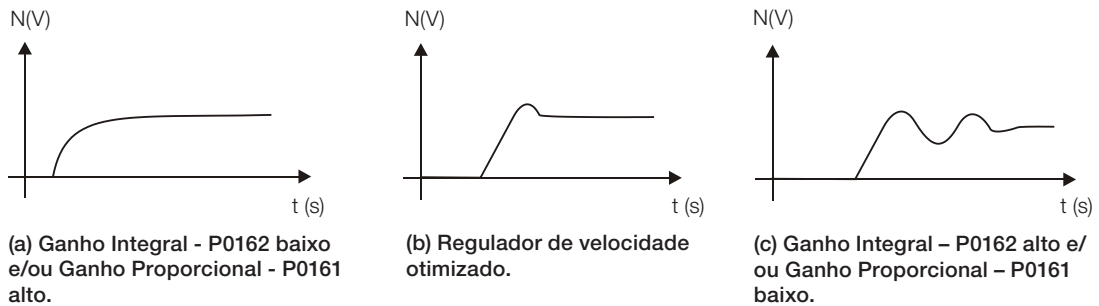 N(V)
t (s)
(a) Ganho Integral - P0162 baixo
e/ou Ganho Proporcional - P0161
alto.
N(V)
t (s)
(b) Regulador de velocidade
otimizado.
N(V)
t (s)
(c) Ganho Integral – P0162 alto e/
ou Ganho Proporcional – P0161
baixo.